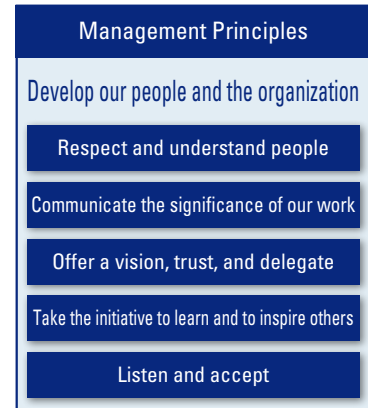 Management Principles
Develop our people and the organization
Respect and understand people
Communicate the significance of our work
Offer a vision, trust, and delegate
Take the initiative to learn and to inspire others
Listen and accept